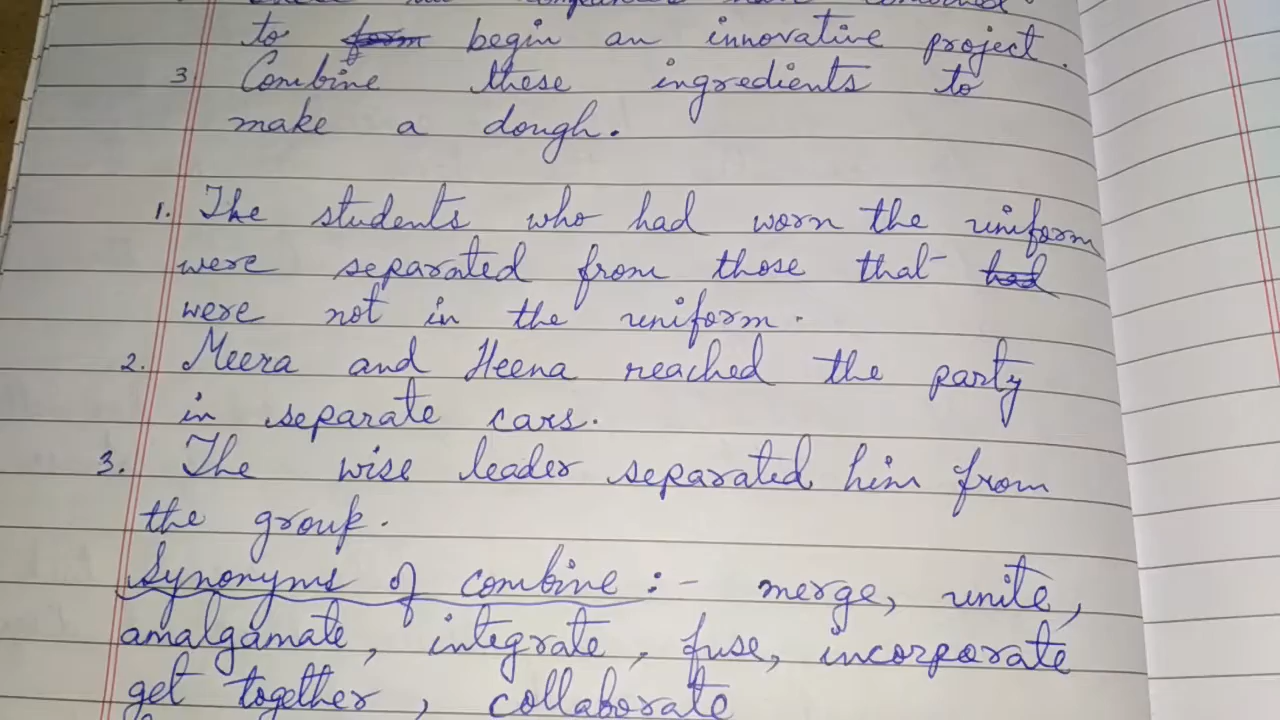 to form begin an innovative project.
3 Combine these ingredients to
make a dough.
1. The students who had worn the uniform
were separated from those that had
were not in the uniform.
2. Meera and Heena reached the party
in separate cars.
3. The wise leader separated him from
the group.
Synonyms of combine :- merge, unite,
amalgamate, integrate, fuse, incorporate
get together, collaborate